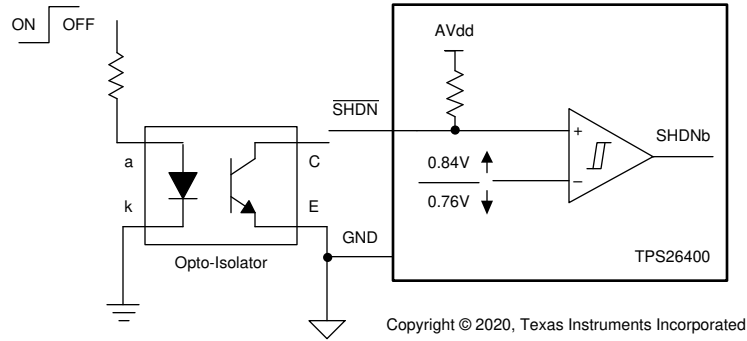 ON OFF
AVdd
SHDN
SHDNb
a
C
+
0.84V
–
k
E
0.76V
GND
Opto-Isolator
TPS26400
Copyright © 2020, Texas Instruments Incorporated